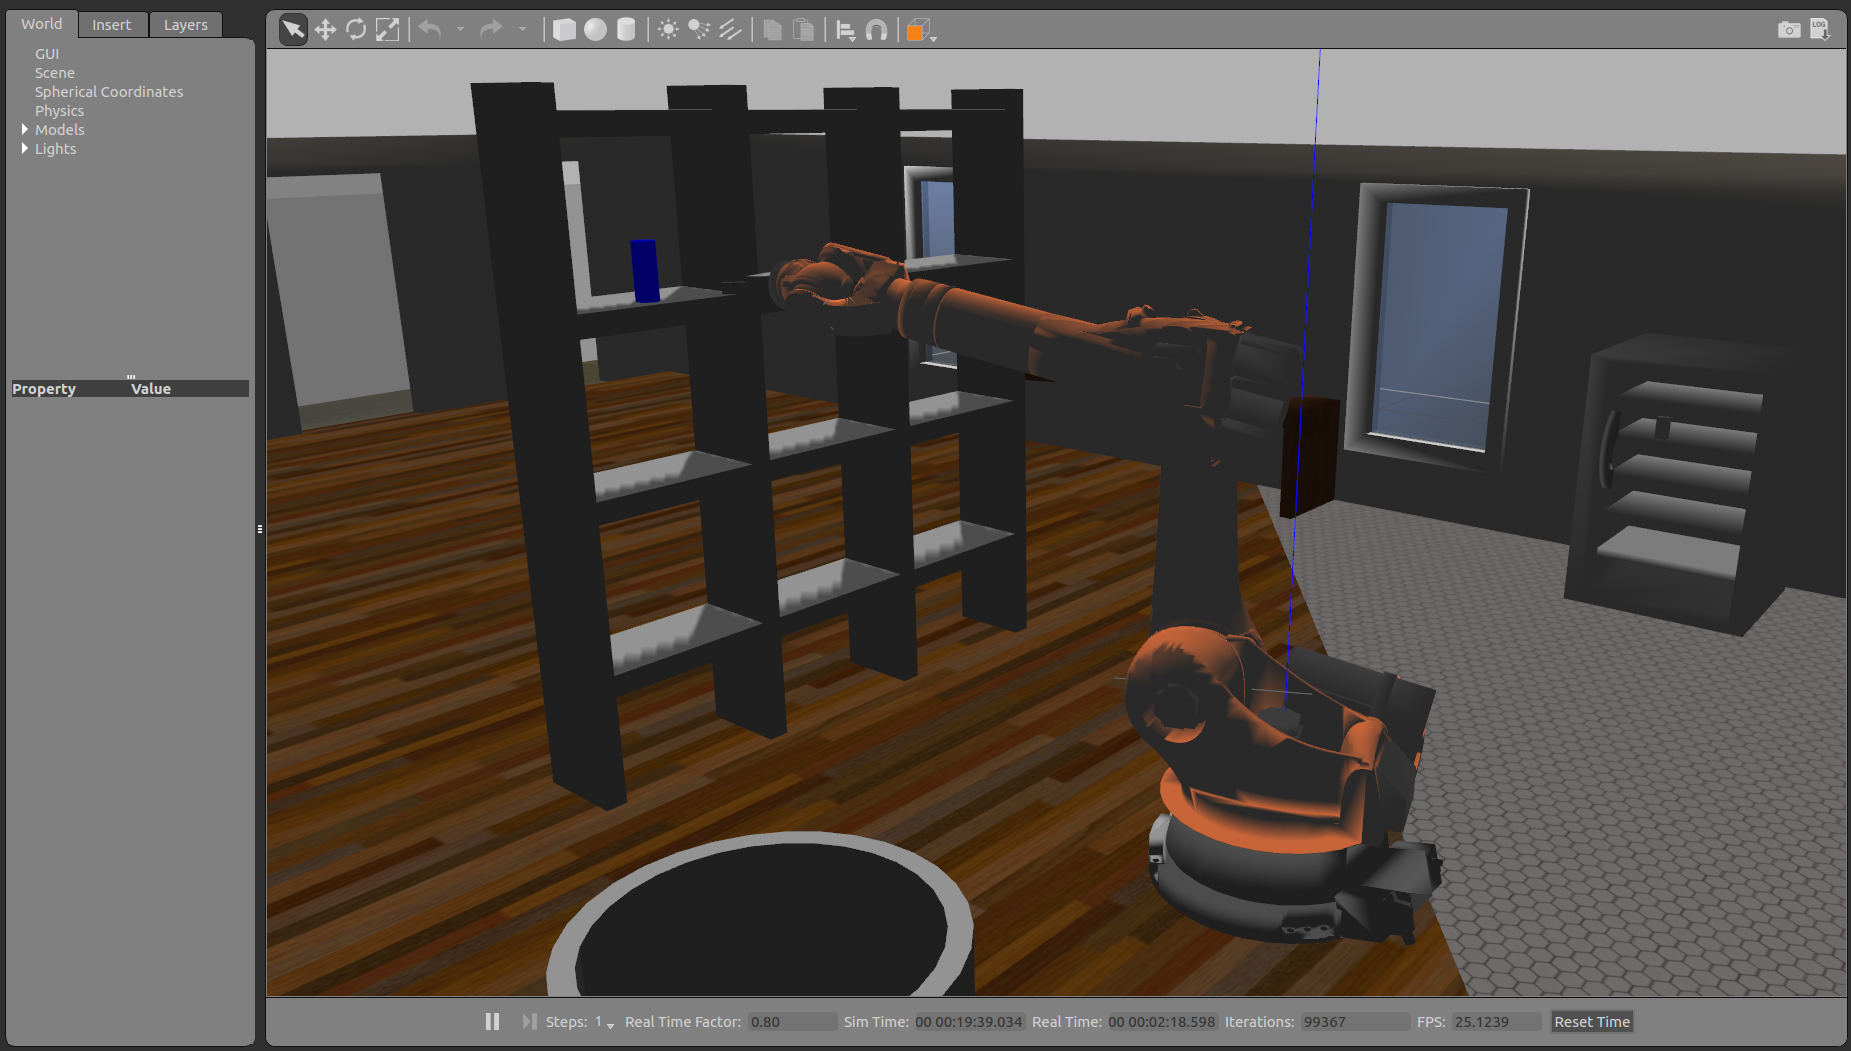 World Insert Layers
GUI
Scene
Spherical Coordinates
Physics
Models
Lights
Property Value
LOG
Steps: 1 Real Time Factor: 0.80 Sim Time: 00 00:19:39.034 Real Time: 00 00:02:18.598 Iterations: 99367 FPS: 25.1239 Reset Time